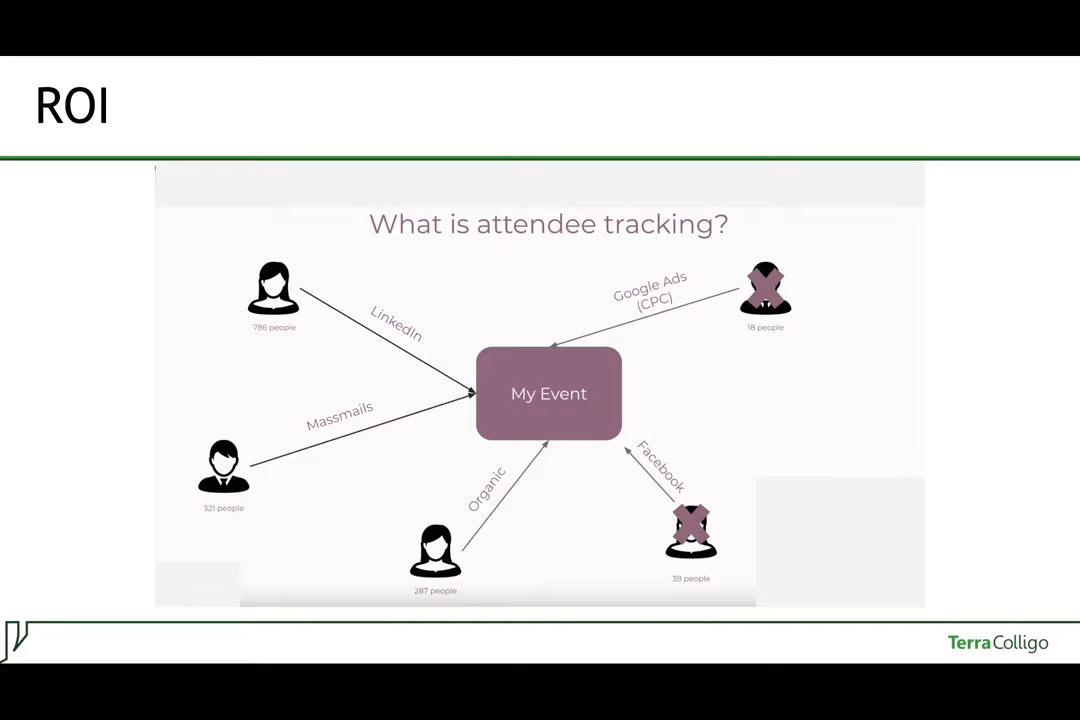 ROI
What is attendee tracking?
Google Ads
(CPC)
LinkedIn
786 people
18 people
My Event
Massmails
Facebook
Organic
321 people
38 people
287 people
TerraColligo